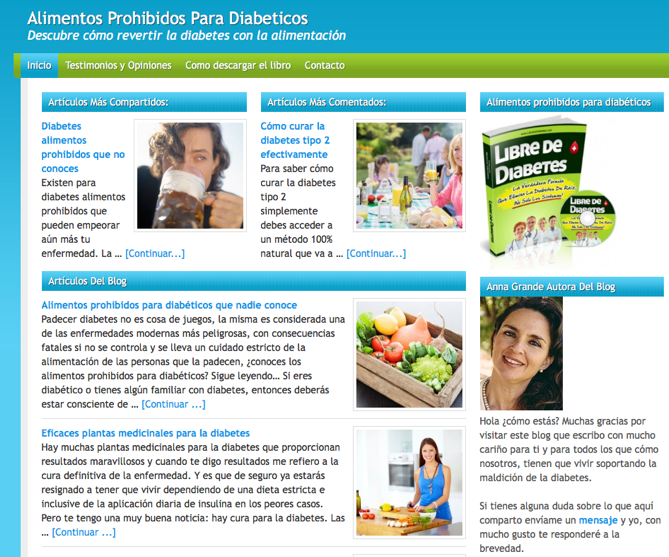 Alimentos Prohibidos Para Diabeticos
Descubre cómo revertir la diabetes con la alimentación
Inicio
Testimonios y Opiniones
Como descargar el libro
Contacto
Artículos Más Compartidos:
Diabetes
alimentos
prohibidos que no
conoces
Existen para
diabetes alimentos
prohibidos que
pueden empeorar
aún más tu
enfermedad. La … [Continuar...]
Artículos Más Comentados:
Cómo curar la
diabetes tipo 2
efectivamente
Para saber cómo
curar la diabetes
tipo 2
simplemente
debes acceder a
un método 100%
natural que va a … [Continuar...]
Artículos Del Blog
Alimentos prohibidos para diabéticos que nadie conoce
Padecer diabetes no es cosa de juegos, la misma es considerada una
de las enfermedades modernas más peligrosas, con consecuencias
fatales si no se controla y se lleva un cuidado estricto de la
alimentación de las personas que la padecen, ¿conoces los
alimentos prohibidos para diabéticos? Sigue leyendo… Si eres
diabético o tienes algún familiar con diabetes, entonces deberás
estar consciente de … [Continuar ...]
Eficaces plantas medicinales para la diabetes
Hay muchas plantas medicinales para la diabetes que proporcionan
resultados maravillosos y cuando te digo resultados me refiero a la
cura definitiva de la enfermedad. Y es que de seguro ya estarás
resignado a tener que vivir dependiendo de una dieta estricta e
inclusive de la aplicación diaria de insulina en los peores casos.
Pero te tengo una muy buena noticia: hay cura para la diabetes. Las
… [Continuar ...]
Alimentos prohibidos para diabéticos
LIBRE DE
DIABETES
La Verdadera Formula
Que Elimina La Diabetes De Raiz,
No Solo Los Sintomas!
LIBRE DE
DIABETES
Anna Grande Autora Del Blog
Hola ¿cómo estás? Muchas gracias por
visitar este blog que escribo con mucho
cariño para ti y para todos los que cómo
nosotros, tienen que vivir soportando la
maldición de la diabetes.
Si tienes alguna duda sobre lo que aquí
comparto envíame un mensaje y yo, con
mucho gusto te responderé a la
brevedad.